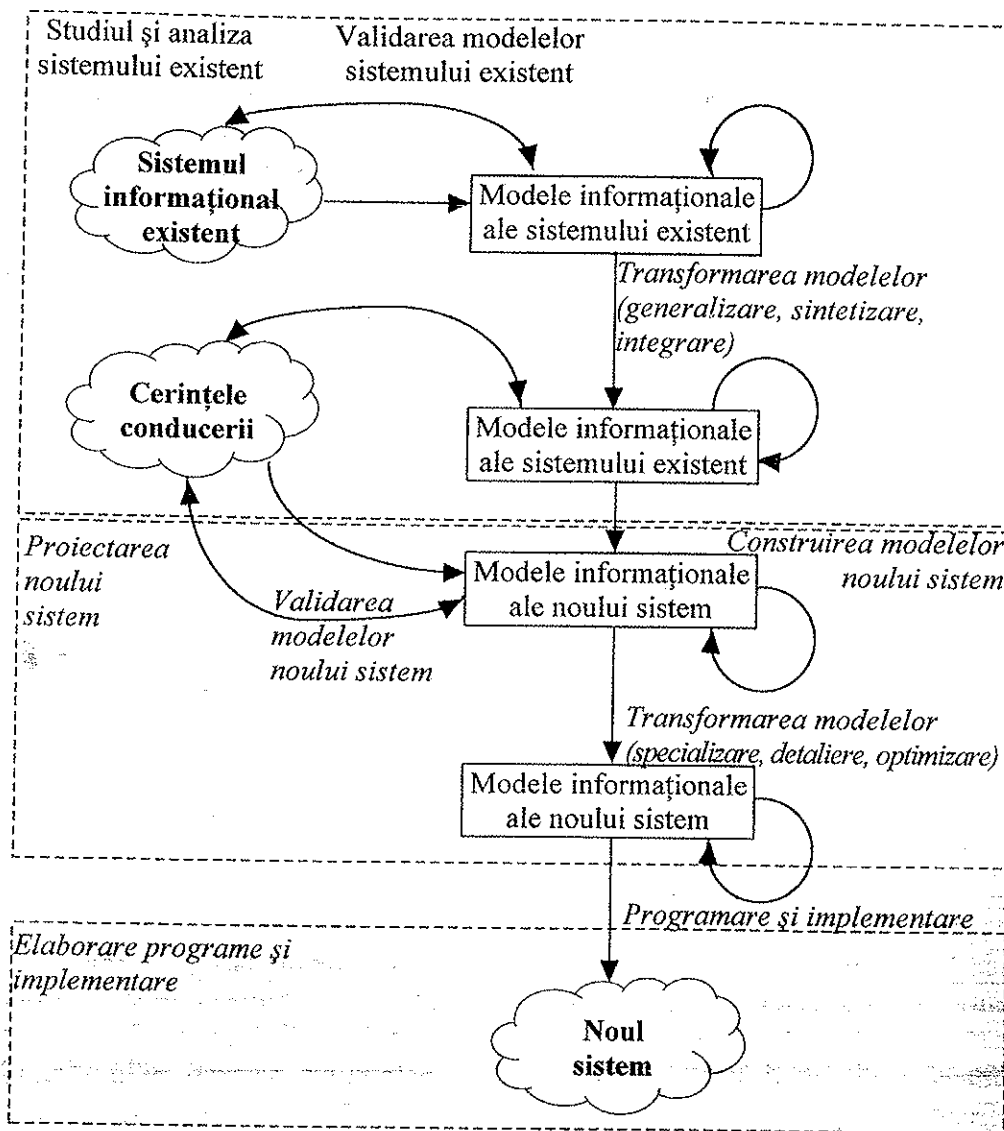 Studiul şi analiza
sistemului existent
Validarea modelelor
sistemului existent
Sistemul
informaţional
existent
Modele informaţionale
ale sistemului existent
Transformarea modelelor
(generalizare, sintetizare,
integrare)
Cerinţele
conducerii
Modele informaţionale
ale sistemului existent
Proiectarea
noului
sistem
Construirea modelelor
noului sistem
Modele informaţionale
ale noului sistem
Validarea
modelelor
noului sistem
Transformarea modelelor
(specializare, detaliere, optimizare)
Modele informaţionale
ale noului sistem
Programare şi implementare
Elaborare programe şi
implementare
Noul
sistem